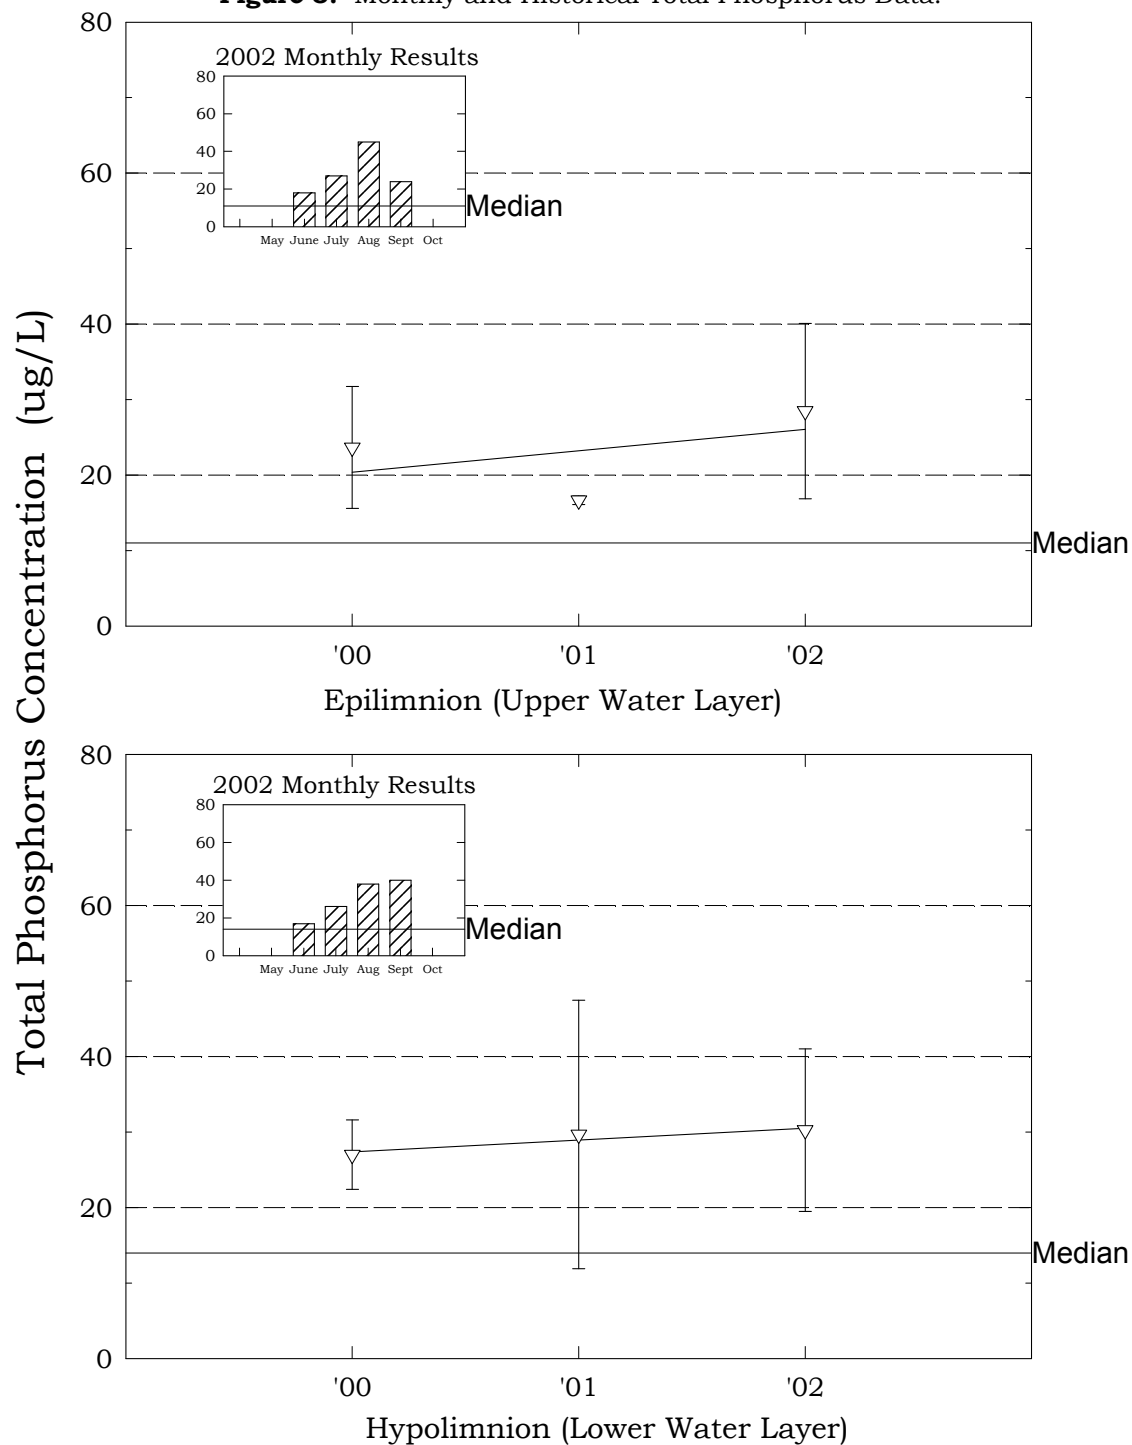 Monthly and Historical Total Phosphorus Data.
80
2002 Monthly Results
80
60
40
20
0
Median
May June July Aug Sept Oct
60
40
20
Median
0
'00 '01 '02
Epilimnion (Upper Water Layer)
Total Phosphorus Concentration (ug/L)
80
2002 Monthly Results
80
60
40
20
0
Median
May June July Aug Sept Oct
60
40
20
Median
0
'00 '01 '02
Hypolimnion (Lower Water Layer)